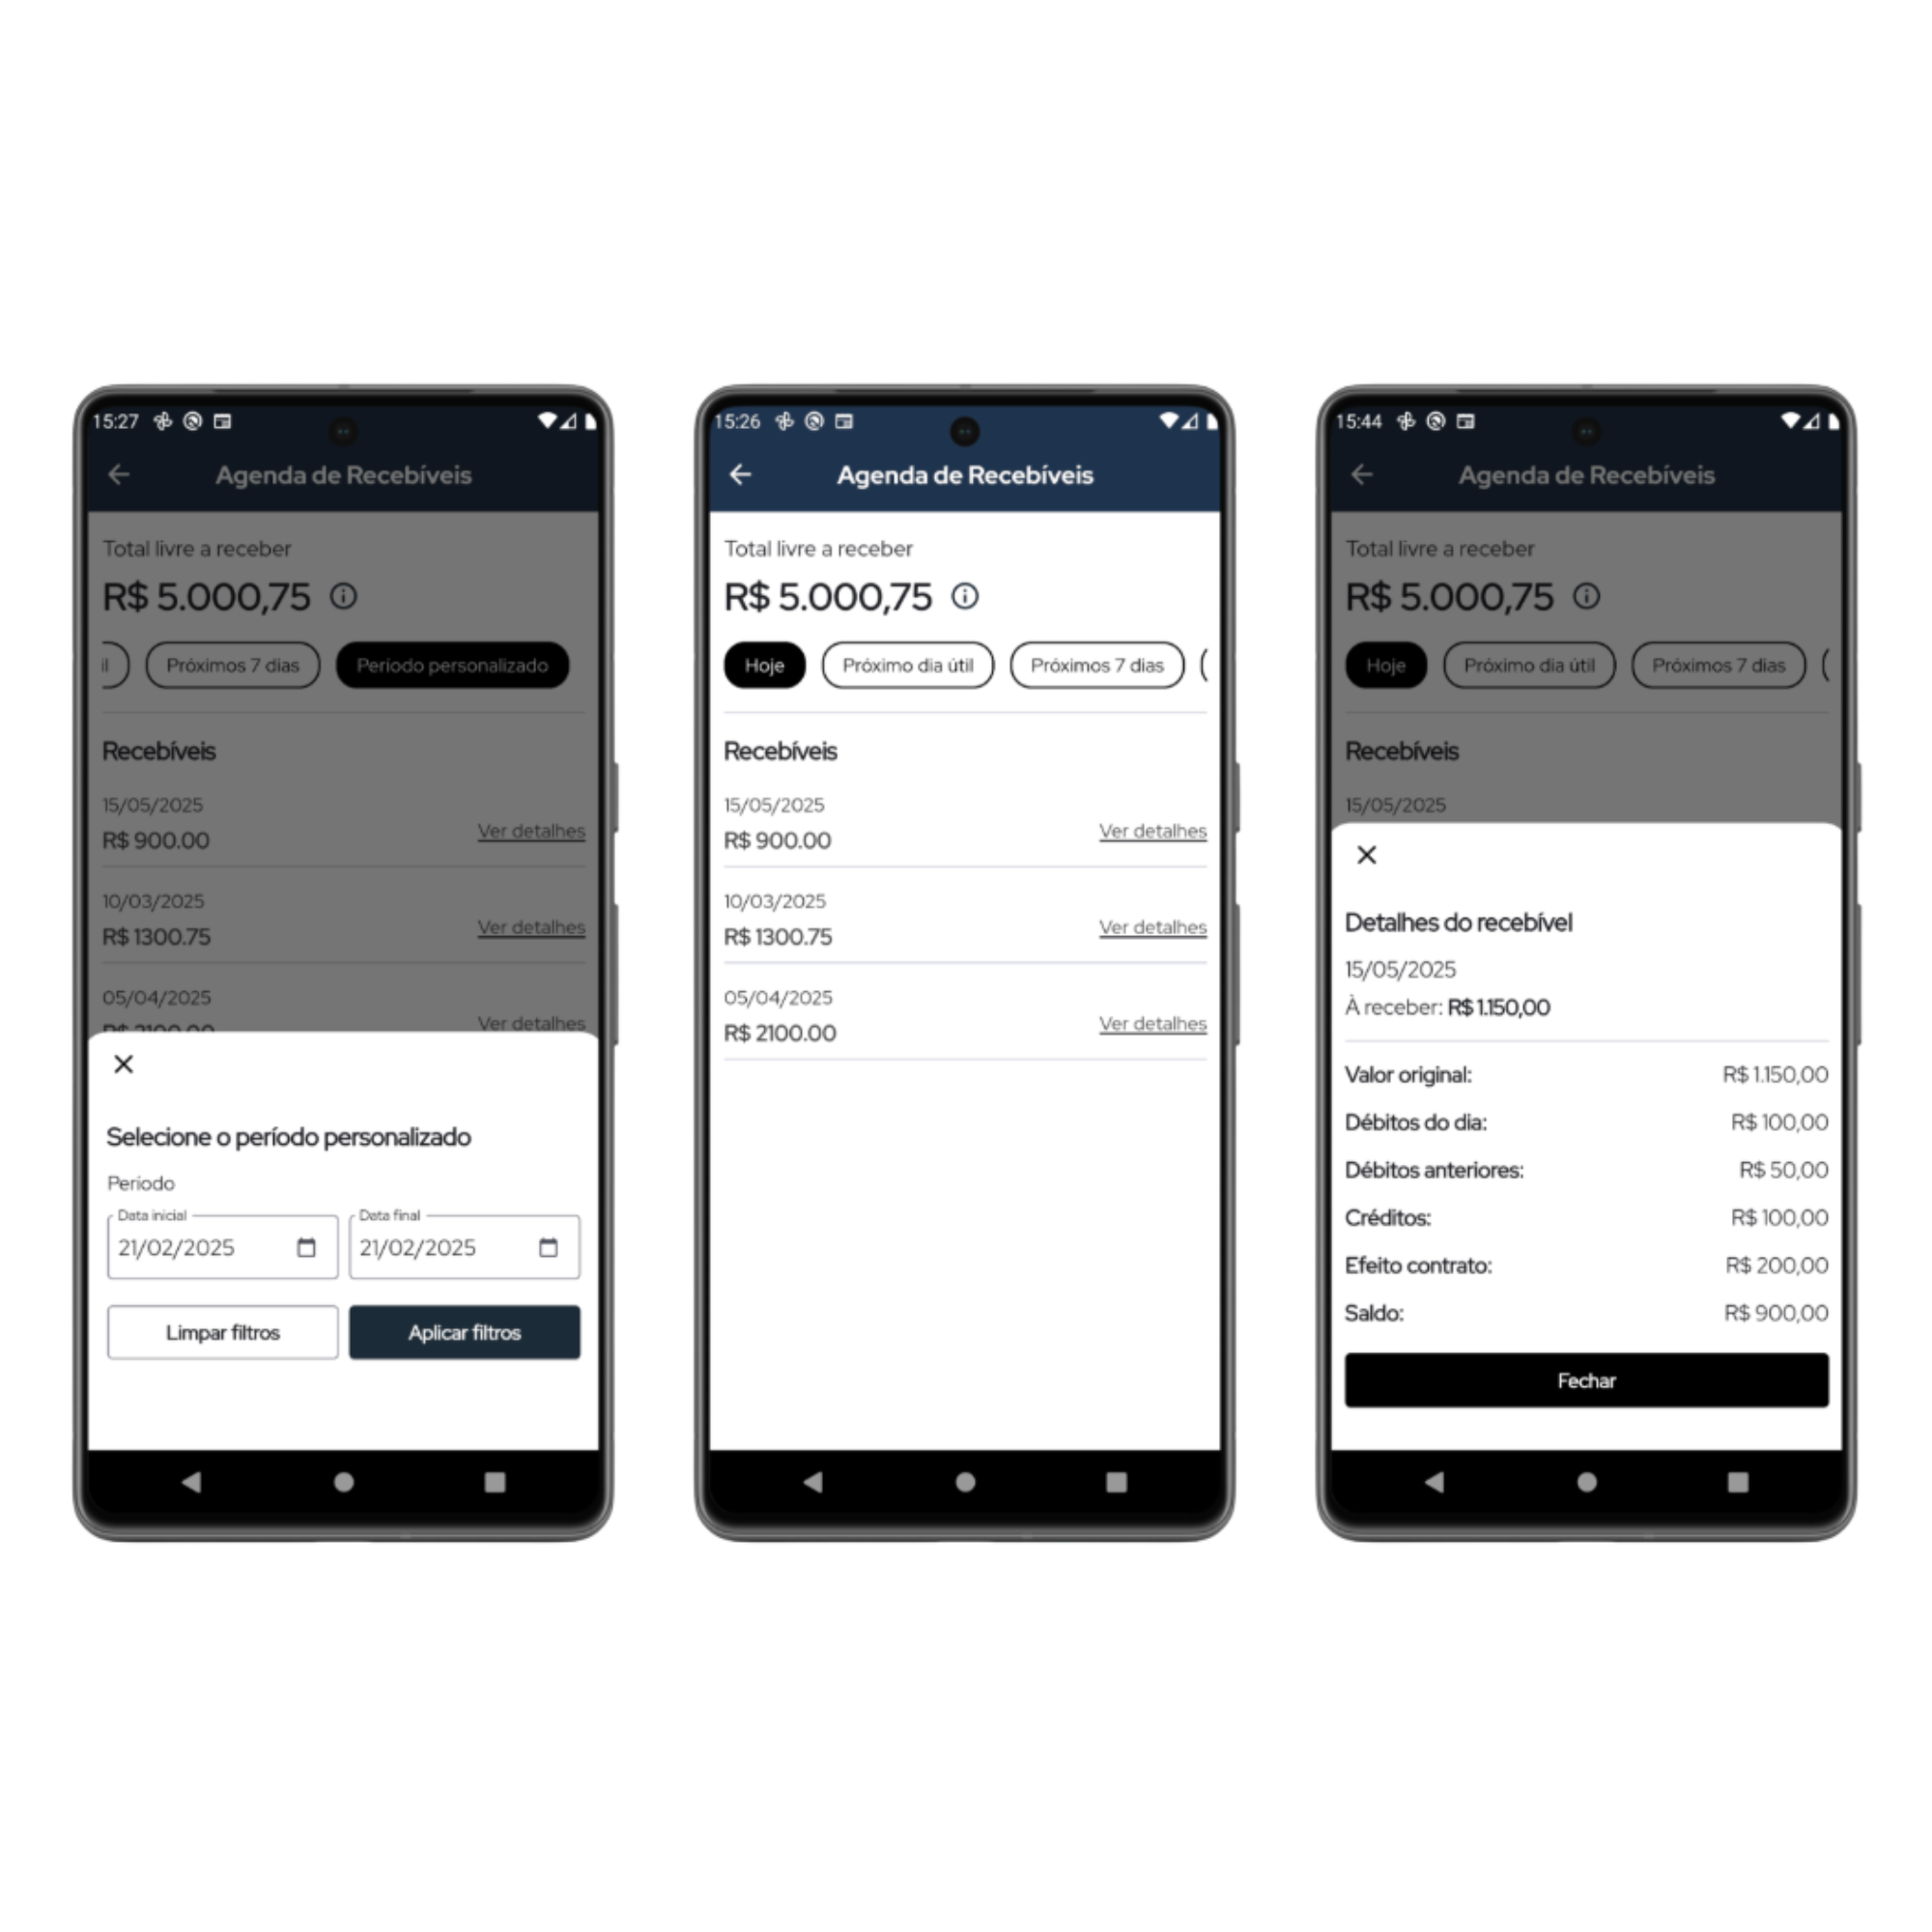 15:27
Agenda de Recebíveis
Total livre a receber
R$ 5.000,75
il Próximos 7 dias Período personalizado
Recebíveis
15/05/2025
R$ 900.00 Ver detalhes
10/03/2025
R$ 1300.75 Ver detalhes
05/04/2025
R$ 2100.00 Ver detalhes
Selecione o período personalizado
Período
Data inicial Data final
21/02/2025 21/02/2025
Limpar filtros Aplicar filtros
15:26
Agenda de Recebíveis
Total livre a receber
R$ 5.000,75
Hoje Próximo dia útil Próximos 7 dias
Recebíveis
15/05/2025
R$ 900.00 Ver detalhes
10/03/2025
R$ 1300.75 Ver detalhes
05/04/2025
R$ 2100.00 Ver detalhes
15:44
Agenda de Recebíveis
Total livre a receber
R$ 5.000,75
Hoje Próximo dia útil Próximos 7 dias
Recebíveis
15/05/2025
Detalhes do recebível
15/05/2025
À receber: R$ 1.150,00
Valor original: R$ 1.150,00
Débitos do dia: R$ 100,00
Débitos anteriores: R$ 50,00
Créditos: R$ 100,00
Efeito contrato: R$ 200,00
Saldo: R$ 900,00
Fechar